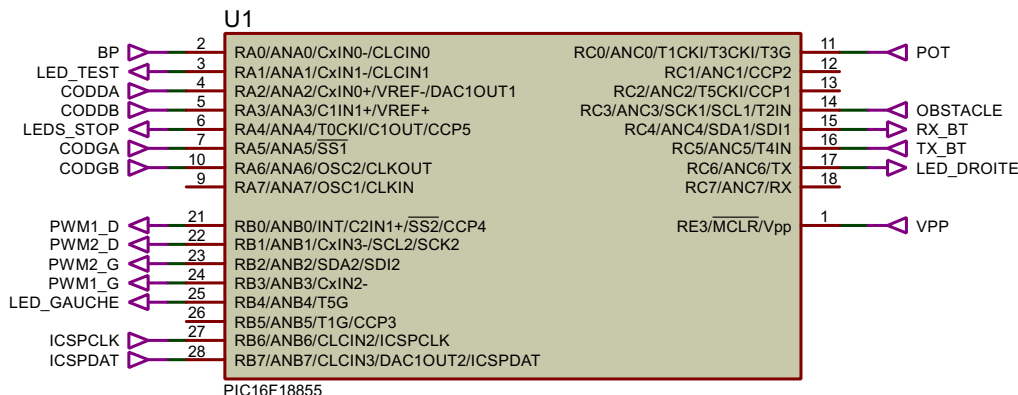 U1
BP 2 RA0/ANA0/CxIN0-/CLCIN0 RC0/ANC0/T1CKI/T3CKI/T3G 11 POT
LED_TEST 3 RA1/ANA1/CxIN1-/CLCIN1 RC1/ANC1/CCP2 12
CODDA 4 RA2/ANA2/CxIN0+/VREF-/DAC1OUT1 RC2/ANC2/T5CKI/CCP1 13
CODDB 5 RA3/ANA3/C1IN1+/VREF+ RC3/ANC3/SCK1/SCL1/T2IN 14 OBSTACLE
LEDS_STOP 6 RA4/ANA4/T0CKI/C1OUT/CCP5 RC4/ANC4/SDA1/SDI1 15 RX_BT
CODGA 7 RA5/ANA5/SS1 RC5/ANC5/T4IN 16 TX_BT
CODGB 10 RA6/ANA6/OSC2/CLKOUT RC6/ANC6/TX 17 LED_DROITE
9 RA7/ANA7/OSC1/CLKIN RC7/ANC7/RX 18
PWM1_D 21 RB0/ANB0/INT/C2IN1+/SS2/CCP4 RE3/MCLR/Vpp 1 VPP
PWM2_D 22 RB1/ANB1/CxIN3-/SCL2/SCK2
PWM2_G 23 RB2/ANB2/SDA2/SDI2
PWM1_G 24 RB3/ANB3/CxIN2-
LED_GAUCHE 25 RB4/ANB4/T5G
26 RB5/ANB5/T1G/CCP3
ICSPCLK 27 RB6/ANB6/CLCIN2/ICSPCLK
ICSPDAT 28 RB7/ANB7/CLCIN3/DAC1OUT2/ICSPDAT
PIC16F18855